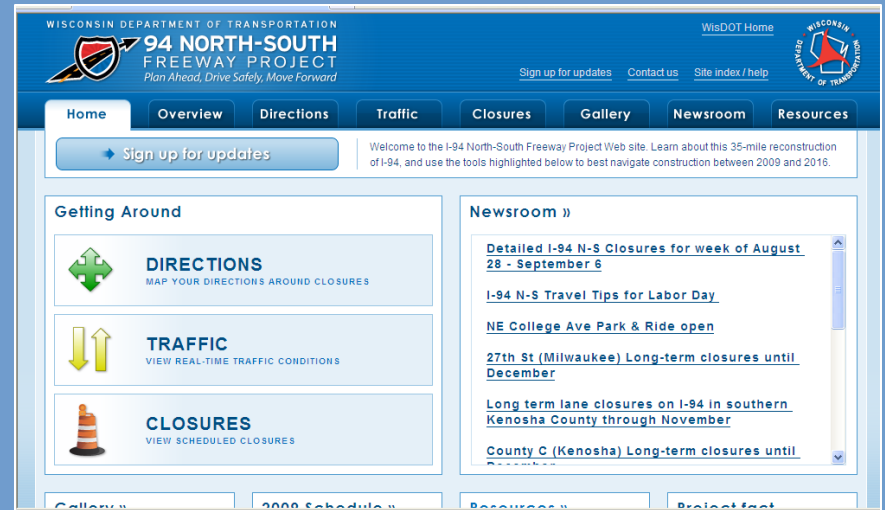 WISCONSIN DEPARTMENT OF TRANSPORTATION
94 NORTH-SOUTH
FREEWAY PROJECT
Plan Ahead, Drive Safely, Move Forward
WisDOT Home
Sign up for updates Contact us Site index / help
WISCONSIN DEPARTMENT OF TRANSPORTATION
Home Overview Directions Traffic Closures Gallery Newsroom Resources
Sign up for updates
Welcome to the I-94 North-South Freeway Project Web site. Learn about this 35-mile reconstruction
of I-94, and use the tools highlighted below to best navigate construction between 2009 and 2016.
Getting Around
DIRECTIONS
MAP YOUR DIRECTIONS AROUND CLOSURES
TRAFFIC
VIEW REAL-TIME TRAFFIC CONDITIONS
CLOSURES
VIEW SCHEDULED CLOSURES
Newsroom »
Detailed I-94 N-S Closures for week of August
28 - September 6
I-94 N-S Travel Tips for Labor Day
NE College Ave Park & Ride open
27th St (Milwaukee) Long-term closures until
December
Long term lane closures on I-94 in southern
Kenosha County through November
County C (Kenosha) Long-term closures until
December
Gallery » 2009 Schedule » Resources » Project fact